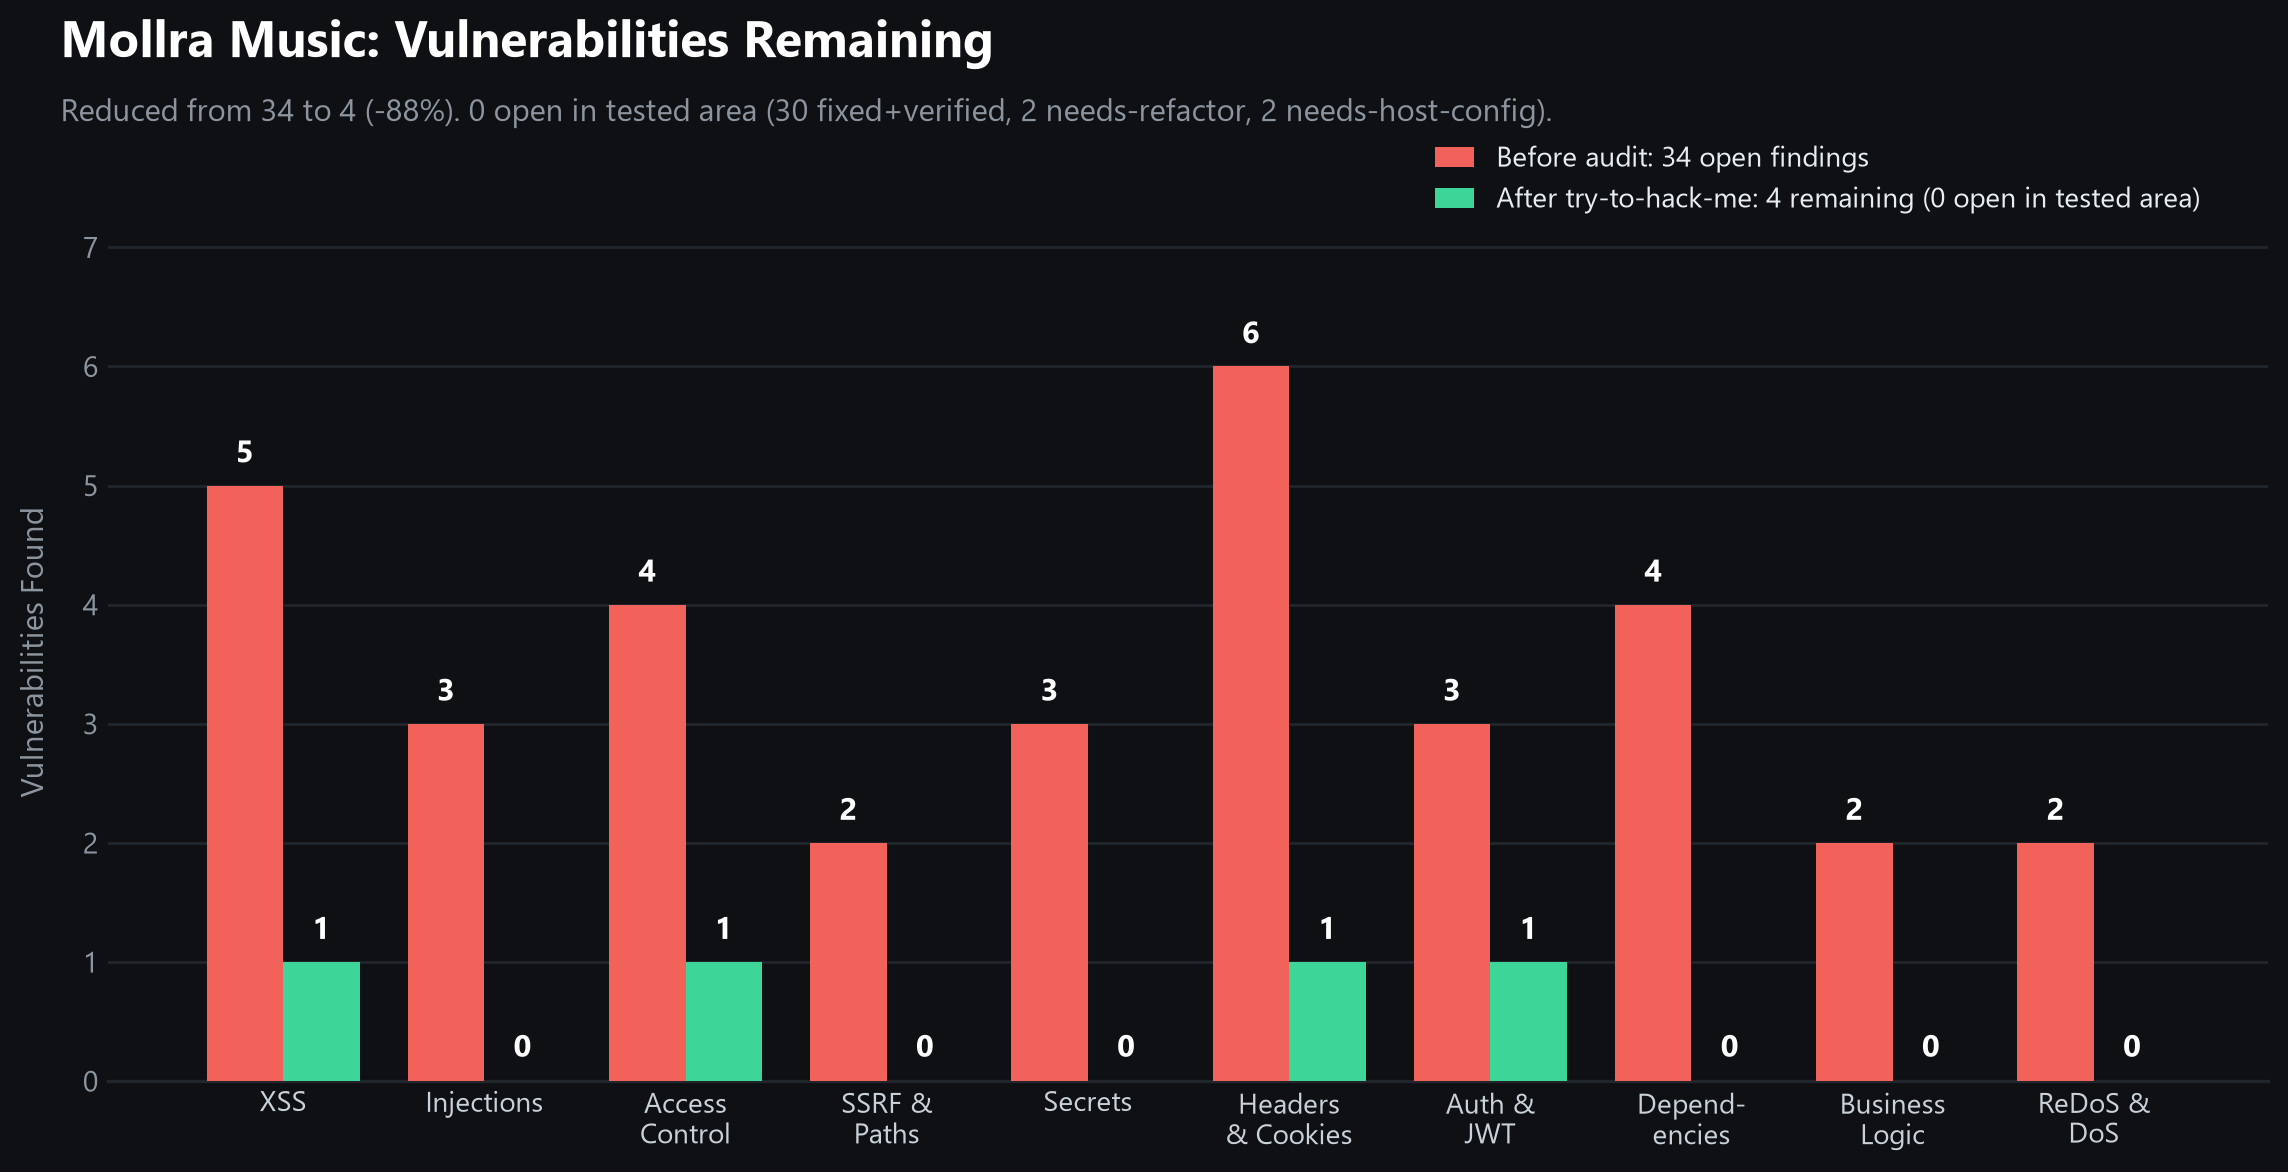 Mollra Music: Vulnerabilities Remaining
Reduced from 34 to 4 (-88%). 0 open in tested area (30 fixed+verified, 2 needs-refactor, 2 needs-host-config).
Before audit: 34 open findings
After try-to-hack-me: 4 remaining (0 open in tested area)
Vulnerabilities Found
7
6
5
4
3
2
1
0
5
1
3
0
4
1
2
0
3
0
6
1
3
1
4
0
2
0
2
0
XSS
Injections
Access
Control
SSRF &
Paths
Secrets
Headers
& Cookies
Auth &
JWT
Depend-
encies
Business
Logic
ReDoS &
DoS